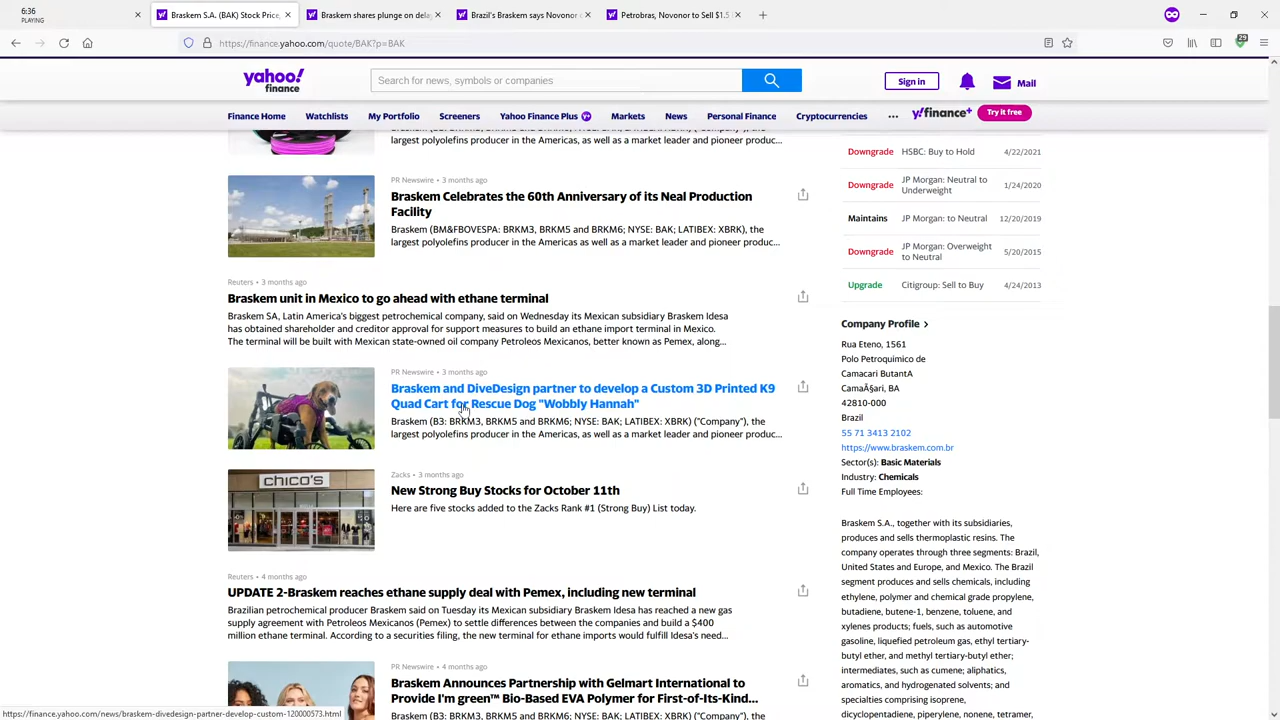 6:36
PLAYING
Braskem S.A. (BAK) Stock Price,
Braskem shares plunge on dela
Brazil's Braskem says Novonor
Petrobras, Novonor to Sell $1.5
https://finance.yahoo.com/quote/BAK?p=BAK
29
yahoo!
finance
Search for news, symbols or companies
Sign in
Mail
Finance Home
Watchlists
My Portfolio
Screeners
Yahoo Finance Plus
Markets
News
Personal Finance
Cryptocurrencies
...
y!finance+
Try it free
largest polyolefins producer in the Americas, as well as a market leader and pioneer produc...
PR Newswire • 3 months ago
Braskem Celebrates the 60th Anniversary of its Neal Production
Facility
Braskem (BM&FBOVESPA: BRKM3, BRKM5 and BRKM6; NYSE: BAK; LATIBEX: XBRK), the
largest polyolefins producer in the Americas as well as a market leader and pioneer produc...
Reuters • 3 months ago
Braskem unit in Mexico to go ahead with ethane terminal
Braskem SA, Latin America's biggest petrochemical company, said on Wednesday its Mexican subsidiary Braskem Idesa
has obtained shareholder and creditor approval for support measures to build an ethane import terminal in Mexico.
The terminal will be built with Mexican state-owned oil company Petroleos Mexicanos, better known as Pemex, along...
PR Newswire • 3 months ago
Braskem and DiveDesign partner to develop a Custom 3D Printed K9
Quad Cart for Rescue Dog "Wobbly Hannah"
Braskem (B3: BRKM3, BRKM5 and BRKM6; NYSE: BAK; LATIBEX: XBRK) ("Company"), the
largest polyolefins producer in the Americas, as well as a market leader and pioneer produc...
Zacks • 3 months ago
chico's
New Strong Buy Stocks for October 11th
Here are five stocks added to the Zacks Rank #1 (Strong Buy) List today.
Reuters • 4 months ago
UPDATE 2-Braskem reaches ethane supply deal with Pemex, including new terminal
Brazilian petrochemical producer Braskem said on Tuesday its Mexican subsidiary Braskem Idesa has reached a new gas
supply agreement with Petroleos Mexicanos (Pemex) to settle differences between the companies and build a $400
million ethane terminal. According to a securities filing, the new terminal for ethane imports would fulfill Idesa's need...
PR Newswire • 4 months ago
Braskem Announces Partnership with Gelmart International to
Provide I'm green™ Bio-Based EVA Polymer for First-of-Its-Kind...
Braskem (B3: BRKM3, BRKM5 and BRKM6; NYSE: BAK; LATIBEX: XBRK) ("Company"), the
https://finance.yahoo.com/news/braskem-divedesign-partner-develop-custom-120000573.html
Downgrade HSBC: Buy to Hold 4/22/2021
Downgrade JP Morgan: Neutral to
Underweight 1/24/2020
Maintains JP Morgan: to Neutral 12/20/2019
Downgrade JP Morgan: Overweight
to Neutral 5/20/2015
Upgrade Citigroup: Sell to Buy 4/24/2013
Company Profile
Rua Eteno, 1561
Polo Petroquimico de
Camacari ButantA
CamaÃ§ari, BA
42810-000
Brazil
55 71 3413 2102
https://www.braskem.com.br
Sector(s): Basic Materials
Industry: Chemicals
Full Time Employees:
Braskem S.A., together with its subsidiaries,
produces and sells thermoplastic resins. The
company operates through three segments: Brazil,
United States and Europe, and Mexico. The Brazil
segment produces and sells chemicals, including
ethylene, polymer and chemical grade propylene,
butadiene, butene-1, benzene, toluene, and
xylenes products; fuels, such as automotive
gasoline, liquefied petroleum gas, ethyl tertiary-
butyl ether, and methyl tertiary-butyl ether;
intermediates, such as cumene; aliphatics,
aromatics, and hydrogenated solvents; and
specialties comprising isoprene,
dicyclopentadiene, piperylene, nonene, tetramer,